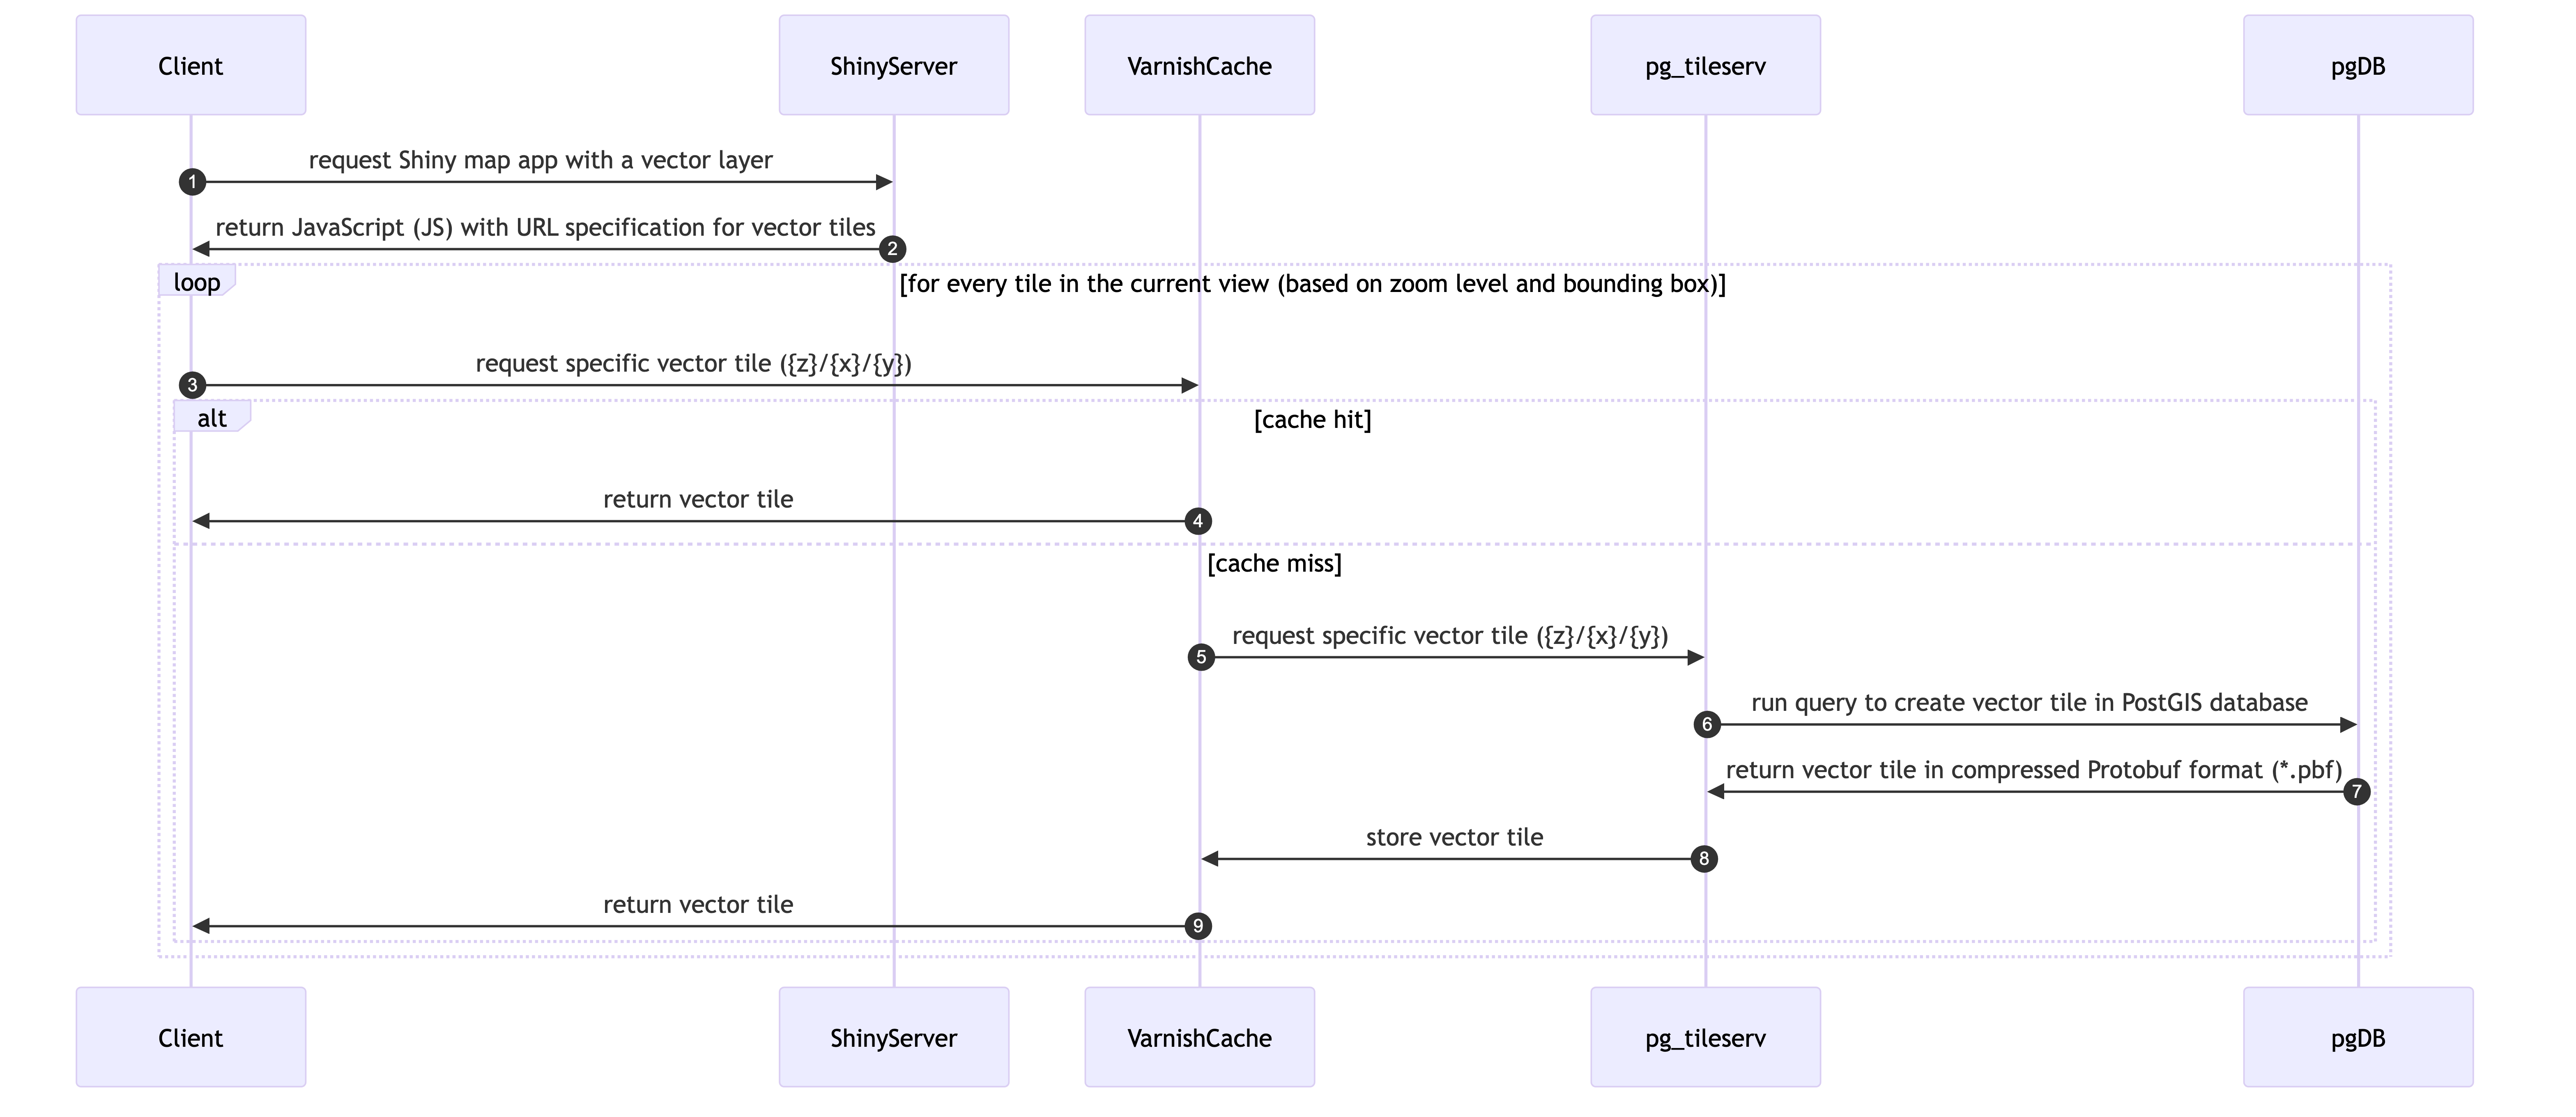 Client
ShinyServer
VarnishCache
pg_tileserv
pgDB
request Shiny map app with a vector layer
1
return JavaScript (JS) with URL specification for vector tiles
2
loop
[for every tile in the current view (based on zoom level and bounding box)]
request specific vector tile ({z}/{x}/{y})
3
alt
[cache hit]
return vector tile
4
[cache miss]
request specific vector tile ({z}/{x}/{y})
5
run query to create vector tile in PostGIS database
6
return vector tile in compressed Protobuf format (*.pbf)
7
store vector tile
8
return vector tile
9
Client
ShinyServer
VarnishCache
pg_tileserv
pgDB